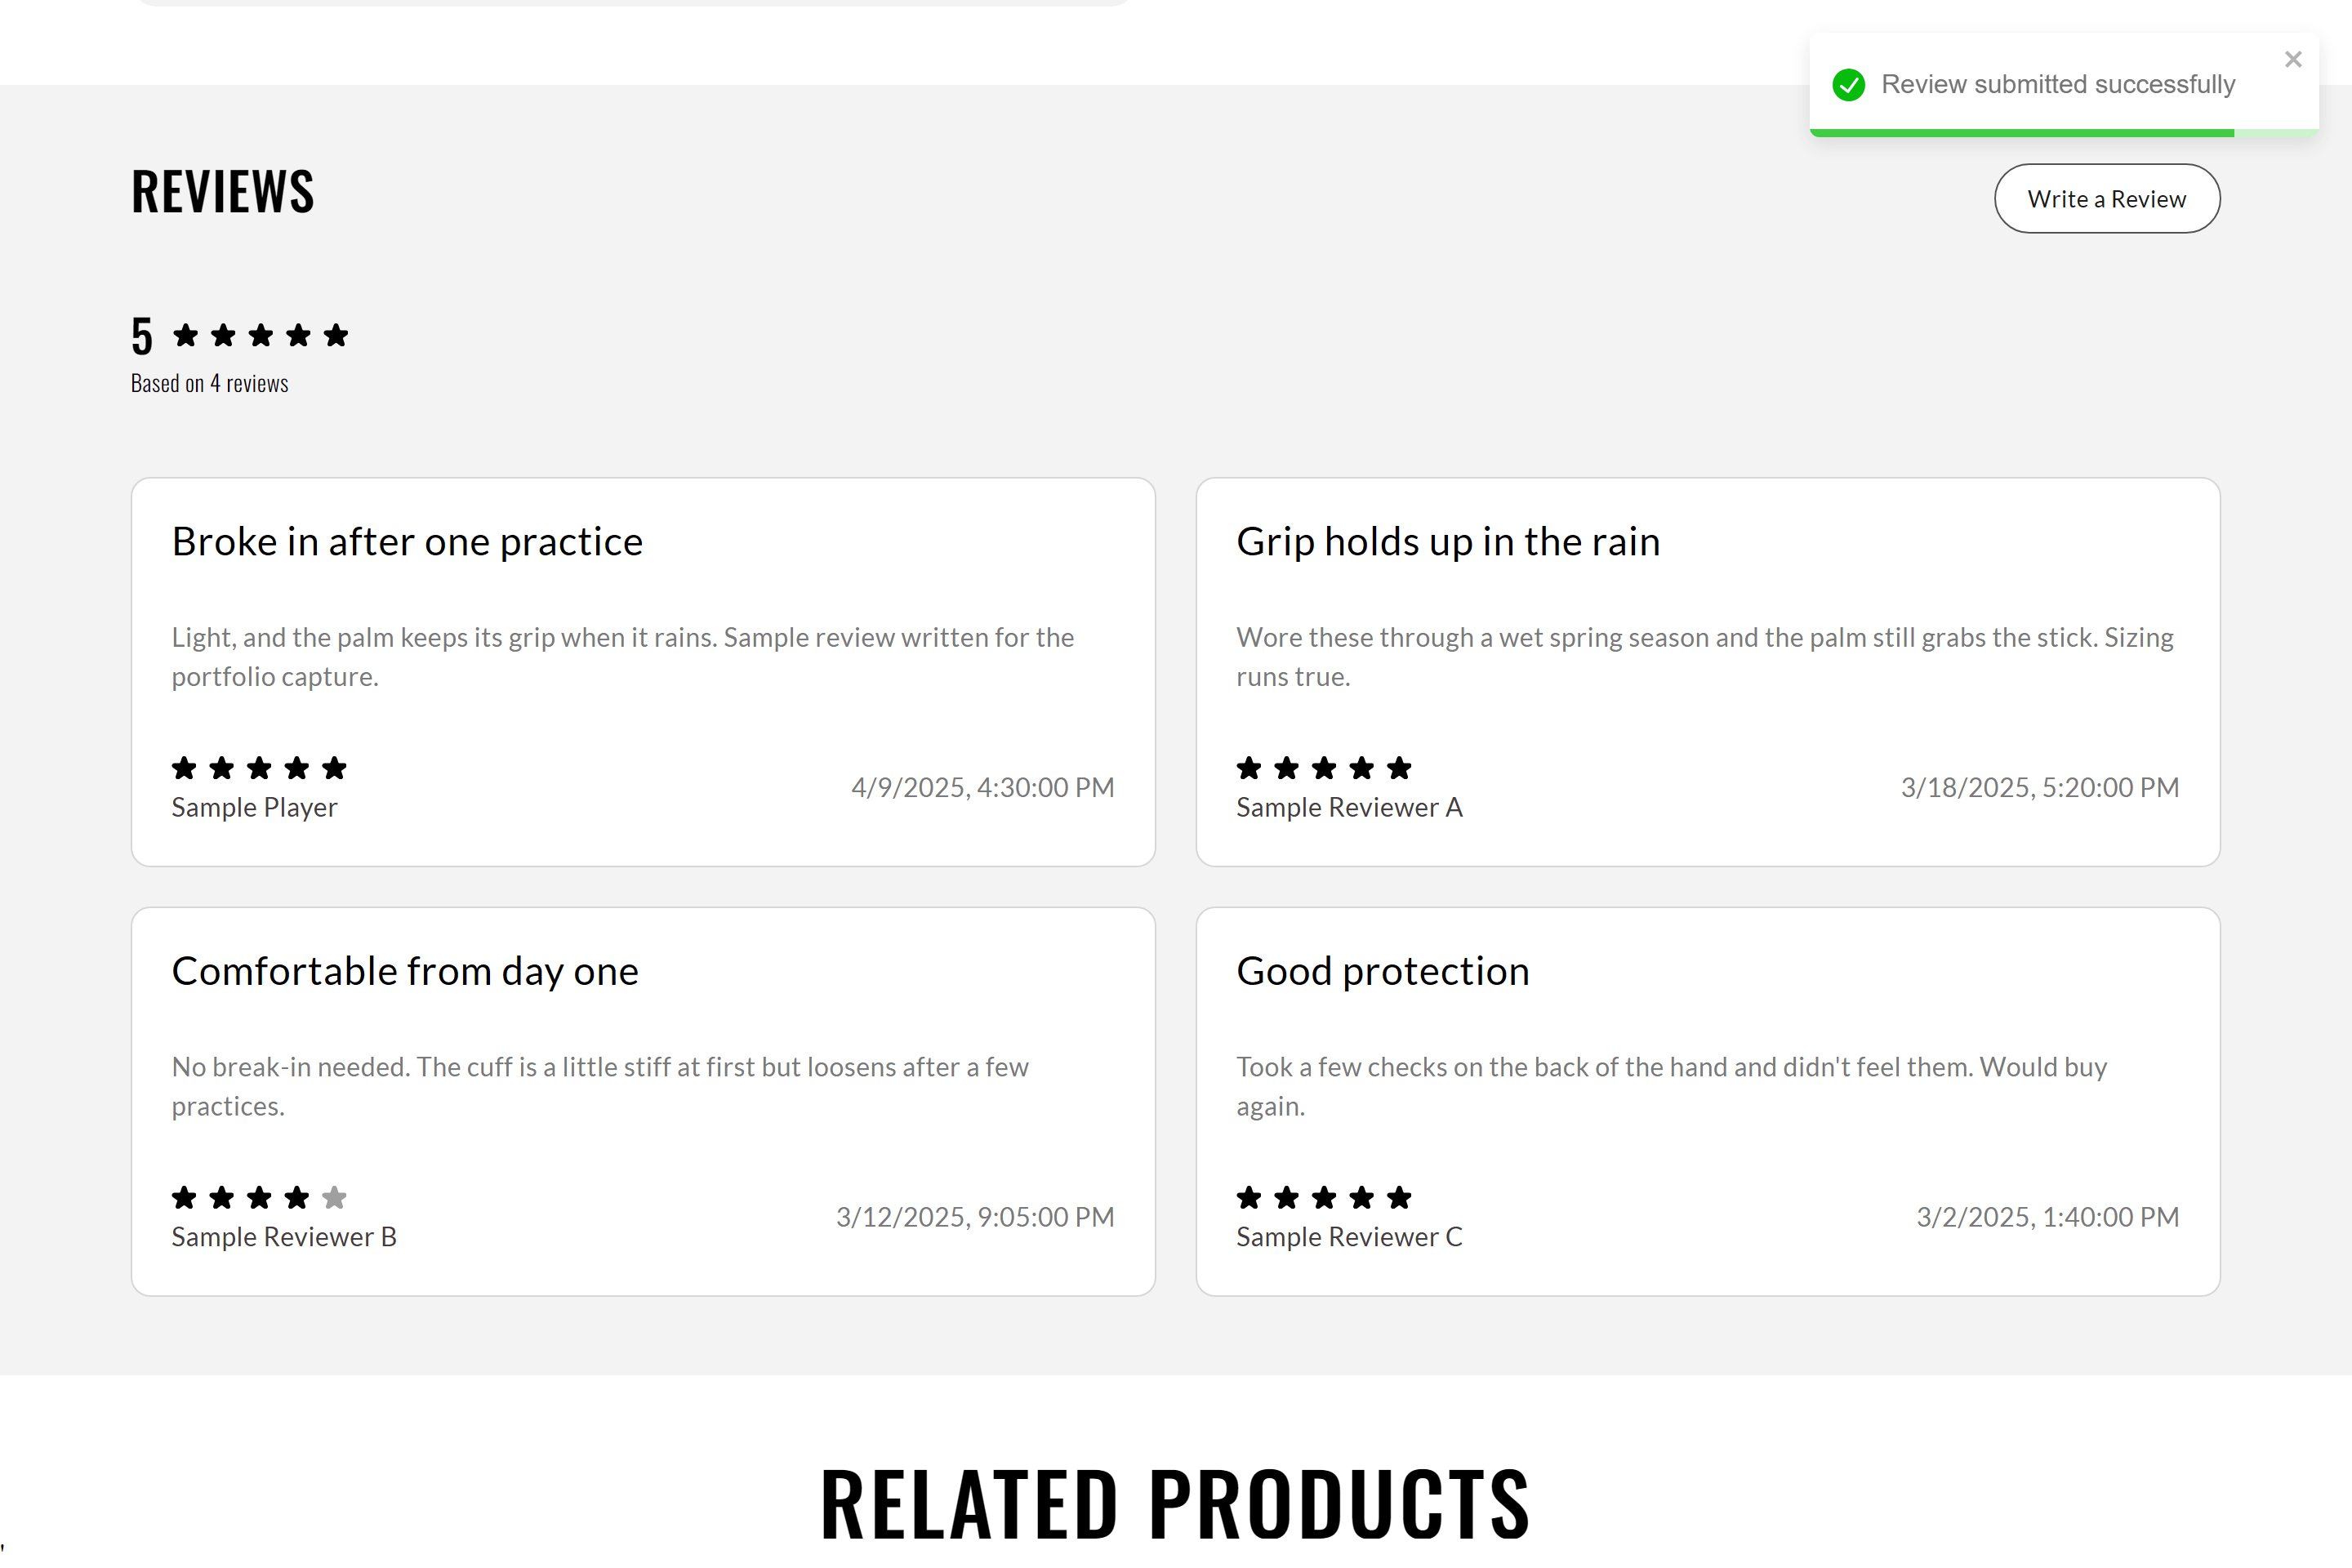 Review submitted successfully
REVIEWS
Write a Review
5
Based on 4 reviews
Broke in after one practice
Light, and the palm keeps its grip when it rains. Sample review written for the
portfolio capture.
Sample Player
4/9/2025, 4:30:00 PM
Grip holds up in the rain
Wore these through a wet spring season and the palm still grabs the stick. Sizing
runs true.
Sample Reviewer A
3/18/2025, 5:20:00 PM
Comfortable from day one
No break-in needed. The cuff is a little stiff at first but loosens after a few
practices.
Sample Reviewer B
3/12/2025, 9:05:00 PM
Good protection
Took a few checks on the back of the hand and didn't feel them. Would buy
again.
Sample Reviewer C
3/2/2025, 1:40:00 PM
RELATED PRODUCTS
'